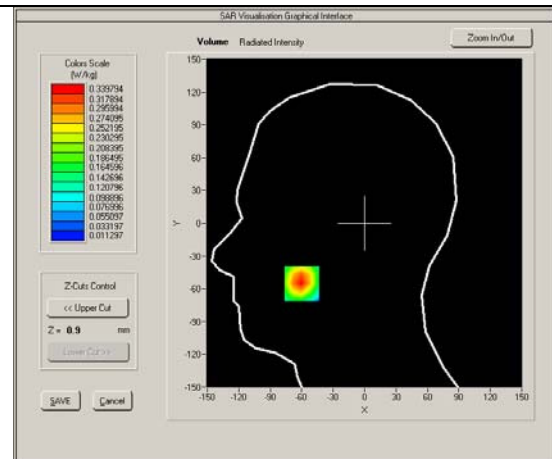 SAR Visualisation Graphical Interface
Volume Radiated Intensity
Zoom In/Out
Colors Scale
(W/kg)
0.339794
0.317894
0.295994
0.274095
0.252195
0.230295
0.208395
0.186495
0.164596
0.142696
0.120796
0.098896
0.076996
0.055097
0.033197
0.011297
Z-Cuts Control
<< Upper Cut
Z = 0.9 mm
Lower Cut >>
SAVE Cancel
150
120
90
60
30
0
-30
-60
-90
-120
-150
Y
-150 -120 -90 -60 -30 0 30 60 90 120 150
X